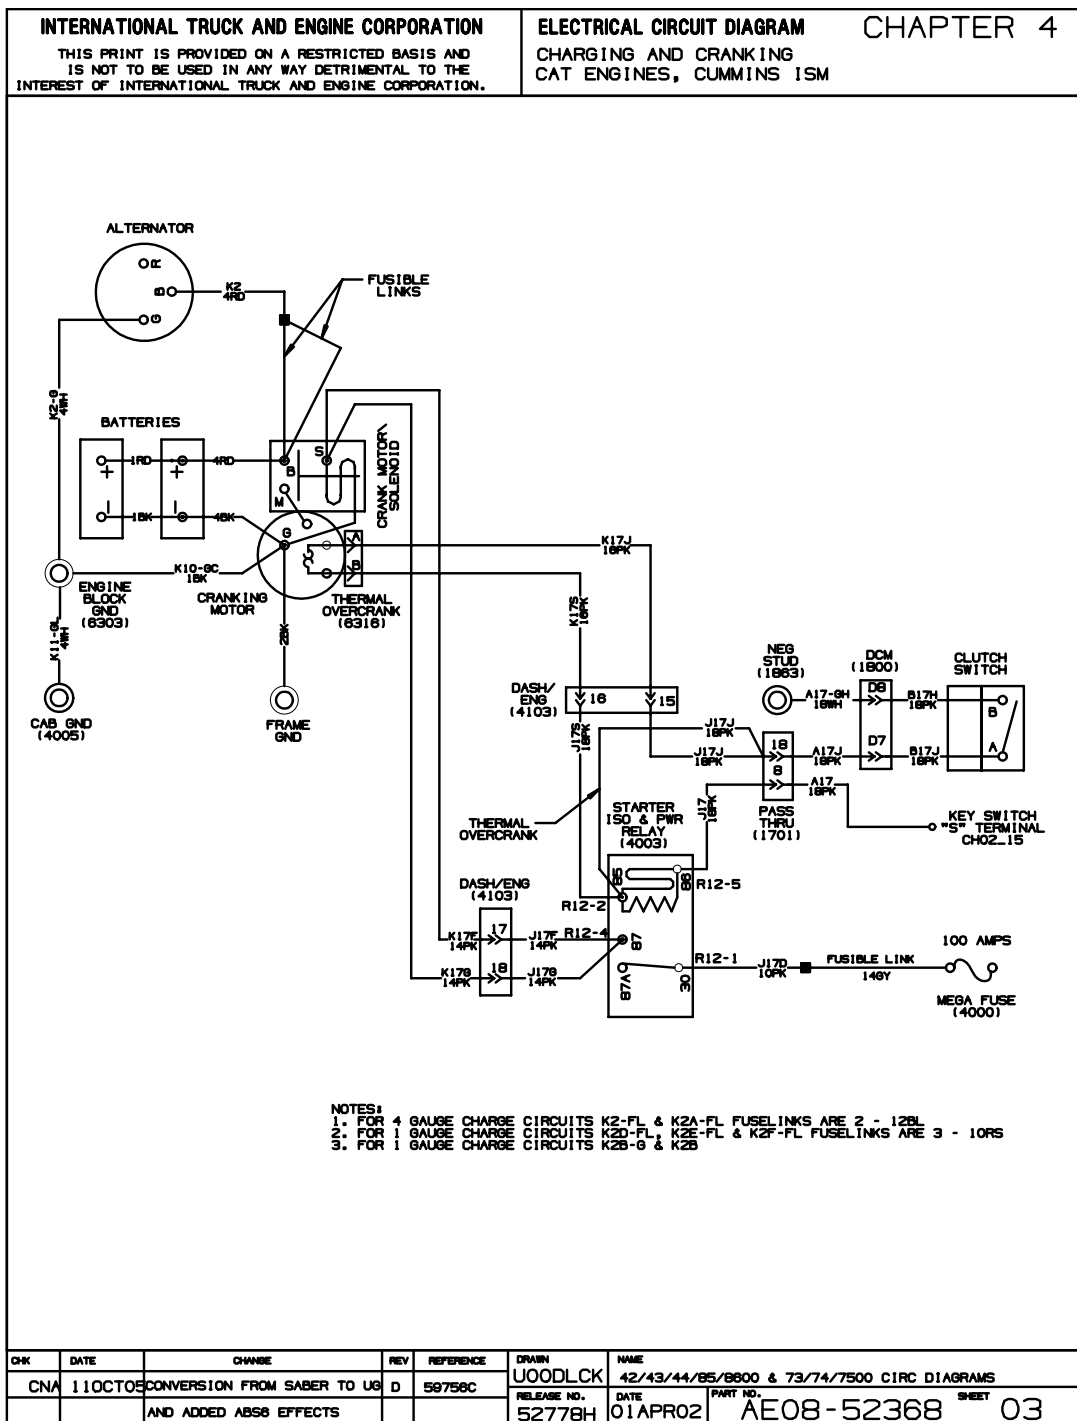 INTERNATIONAL TRUCK AND ENGINE CORPORATION
THIS PRINT IS PROVIDED ON A RESTRICTED BASIS AND
IS NOT TO BE USED IN ANY WAY DETRIMENTAL TO THE
INTEREST OF INTERNATIONAL TRUCK AND ENGINE CORPORATION.
ELECTRICAL CIRCUIT DIAGRAM
CHAPTER 4
CHARGING AND CRANKING
CAT ENGINES, CUMMINS ISM
ALTERNATOR
R
B
G
K2
4RD
FUSIBLE
LINKS
K2-G
4WH
BATTERIES
1RD
4RD
+
+
1BK
4BK
B
S
M
G
CRANK MOTOR\
SOLENOID
A
B
K10-GC
1BK
ENGINE
BLOCK
GND
(6303)
CRANKING
MOTOR
THERMAL
OVERCRANK
(6316)
K11-GL
4WH
2BK
CAB GND
(4005)
FRAME
GND
K17J
16PK
K17S
16PK
DASH/
ENG
(4103)
16
15
J17S
18PK
J17J
18PK
J17J
18PK
NEG
STUD
(1863)
A17-GH
18WH
DCM
(1800)
D8
D7
B17H
18PK
CLUTCH
SWITCH
B
A
18
8
A17J
18PK
B17J
18PK
A17
18PK
J17
18PK
PASS
THRU
(1701)
KEY SWITCH
"S" TERMINAL
CH02_15
THERMAL
OVERCRANK
STARTER
ISO & PWR
RELAY
(4003)
85
86
R12-5
R12-2
DASH/ENG
(4103)
K17F
14PK
17
J17F
14PK
R12-4
87
K17G
14PK
18
J17G
14PK
87A
30
R12-1
J17D
10PK
FUSIBLE LINK
14GY
100 AMPS
MEGA FUSE
(4000)
NOTES:
1. FOR 4 GAUGE CHARGE CIRCUITS K2-FL & K2A-FL FUSELINKS ARE 2 - 12BL
2. FOR 1 GAUGE CHARGE CIRCUITS K2D-FL, K2E-FL & K2F-FL FUSELINKS ARE 3 - 10RS
3. FOR 1 GAUGE CHARGE CIRCUITS K2B-G & K2B
CHK DATE CHANGE REV REFERENCE
CNA 11OCT05 CONVERSION FROM SABER TO UG D 59756C
AND ADDED ABS6 EFFECTS
DRAWN
UOODLCK
NAME
42/43/44/85/8600 & 73/74/7500 CIRC DIAGRAMS
RELEASE NO.
52778H
DATE
01APR02
PART NO.
AE08-52368
SHEET
03